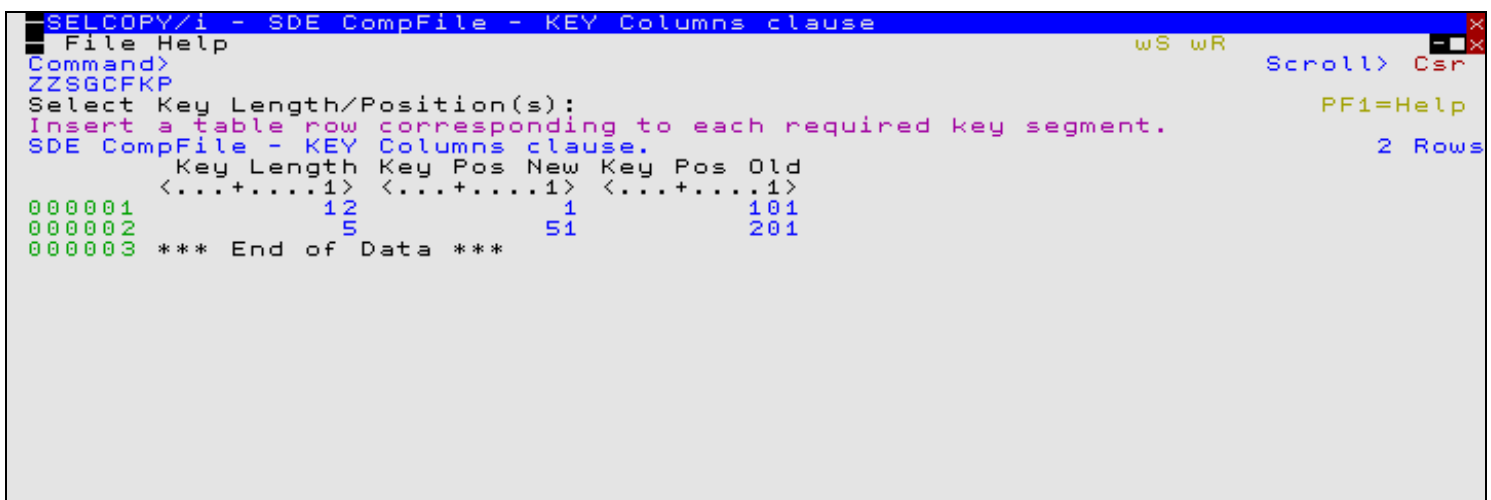 SELCOPY/i - SDE CompFile - KEY Columns clause x
File Help wS wR x
Command> Scroll> Csr
ZZSGCFKP
Select Key Length/Position(s): PF1=Help
Insert a table row corresponding to each required key segment.
SDE CompFile - KEY Columns clause. 2 Rows
Key Length Key Pos New Key Pos Old
<...+....1> <...+....1> <...+....1>
000001 12 1 101
000002 5 51 201
000003 *** End of Data ***